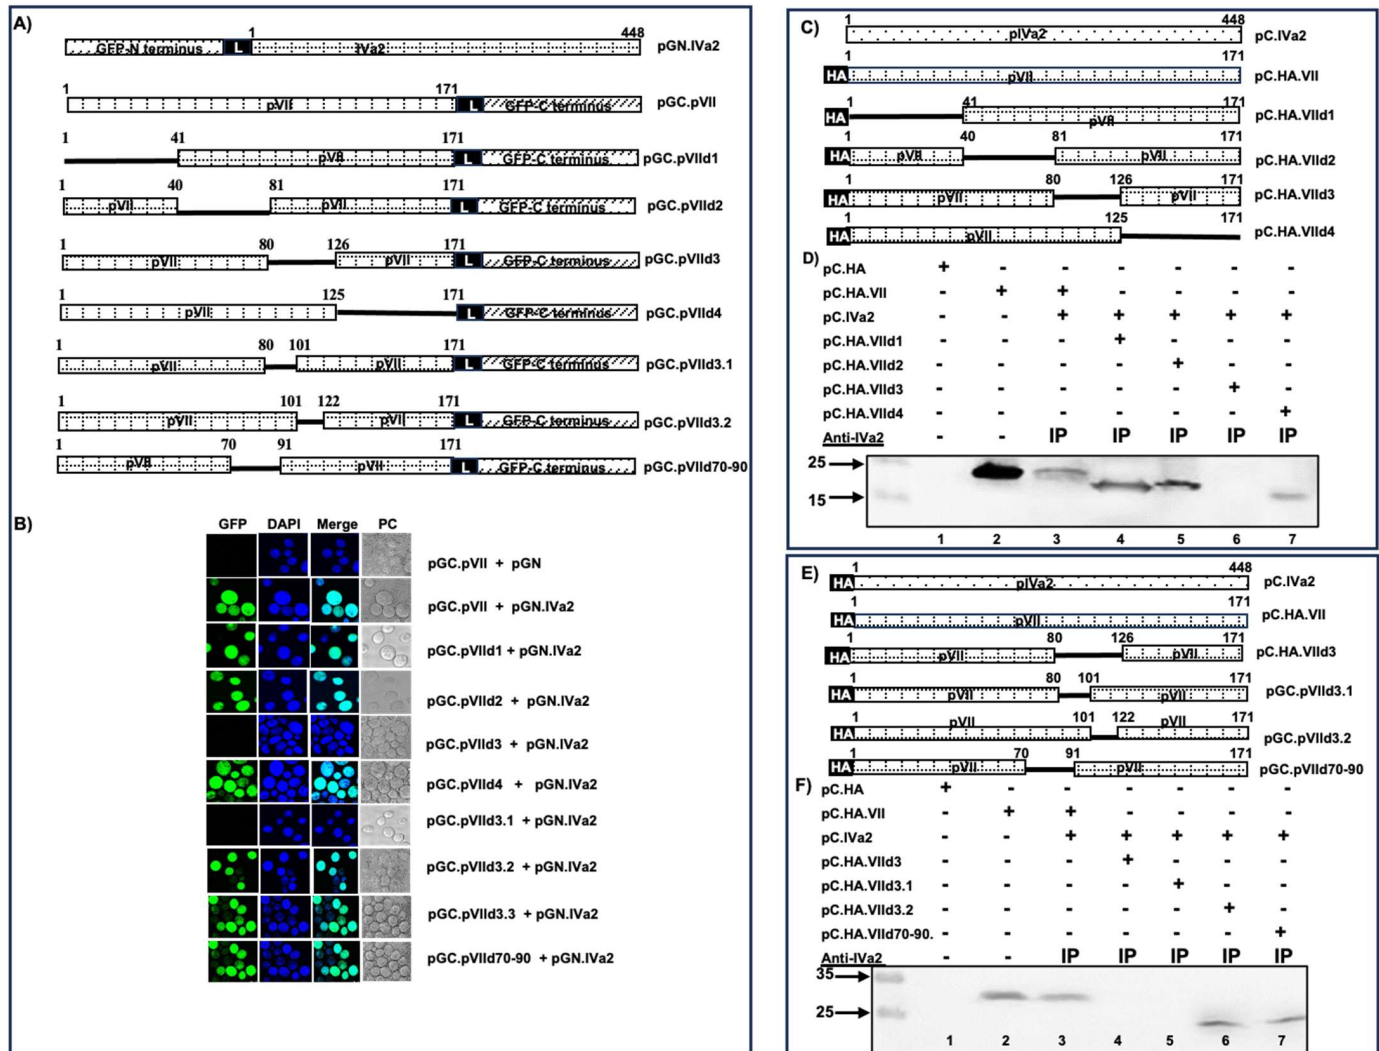 A)
1 448
GFP-N terminus L IVa2 pGN.IVa2
1 171
pVII L GFP-C terminus pGC.pVII
1 41 171
pVII L GFP-C terminus pGC.pVIId1
1 40 81 171
pVII pVII L GFP-C terminus pGC.pVIId2
1 80 126 171
pVII pVII L GFP-C terminus pGC.pVIId3
1 125 171
pVII L GFP-C terminus pGC.pVIId4
1 80 101 171
pVII pVII L GFP-C terminus pGC.pVIId3.1
1 101 122 171
pVII pVII L GFP-C terminus pGC.pVIId3.2
1 70 91 171
pVII pVII L GFP-C terminus pGC.pVIId70-90
B)
GFP DAPI Merge PC
pGC.pVII + pGN
pGC.pVII + pGN.IVa2
pGC.pVIId1 + pGN.IVa2
pGC.pVIId2 + pGN.IVa2
pGC.pVIId3 + pGN.IVa2
pGC.pVIId4 + pGN.IVa2
pGC.pVIId3.1 + pGN.IVa2
pGC.pVIId3.2 + pGN.IVa2
pGC.pVIId3.3 + pGN.IVa2
pGC.pVIId70-90 + pGN.IVa2
C)
1 448
pIVa2 pC.IVa2
1 171
HA pVII pC.HA.VII
1 41 171
HA pVII pC.HA.VIId1
1 40 81 171
HA pVII pVII pC.HA.VIId2
1 80 126 171
HA pVII pVII pC.HA.VIId3
1 125 171
HA pVII pC.HA.VIId4
D)
pC.HA + - - - - - -
pC.HA.VII - + + - - - -
pC.IVa2 - - + + + + +
pC.HA.VIId1 - - - + - - -
pC.HA.VIId2 - - - - + - -
pC.HA.VIId3 - - - - - + -
pC.HA.VIId4 - - - - - - +
Anti-IVa2 - - IP IP IP IP IP
25
15
1 2 3 4 5 6 7
E)
1 448
HA pIVa2 pC.IVa2
1 171
HA pVII pC.HA.VII
1 80 126 171
HA pVII pVII pC.HA.VIId3
1 80 101 171
HA pVII pVII pGC.pVIId3.1
1 101 122 171
HA pVII pVII pGC.pVIId3.2
1 70 91 171
HA pVII pVII pGC.pVIId70-90
F)
pC.HA + - - - - - -
pC.HA.VII - + + - - - -
pC.IVa2 - - + + + + +
pC.HA.VIId3 - - - + - - -
pC.HA.VIId3.1 - - - - + - -
pC.HA.VIId3.2 - - - - - + -
pC.HA.VIId70-90. - - - - - - +
Anti-IVa2 - - IP IP IP IP IP
35
25
1 2 3 4 5 6 7